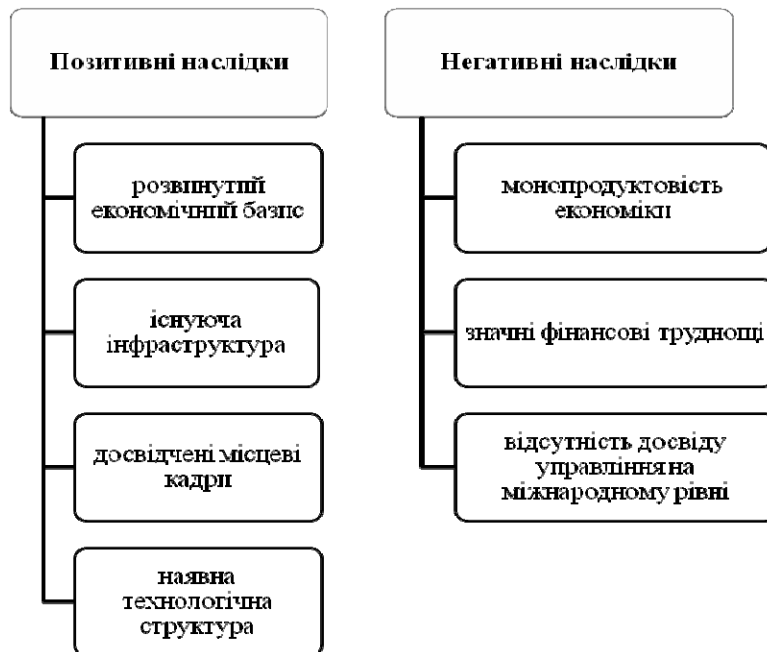 Позитивні наслідки
розвинутий
економічний базис
існуюча
інфраструктура
досвідчені місцеві
кадри
наявна
технологічна
структура
Негативні наслідки
монопродуктовість
економіки
значні фінансові труднощі
відсутність досвіду
управління на
міжнародному рівні